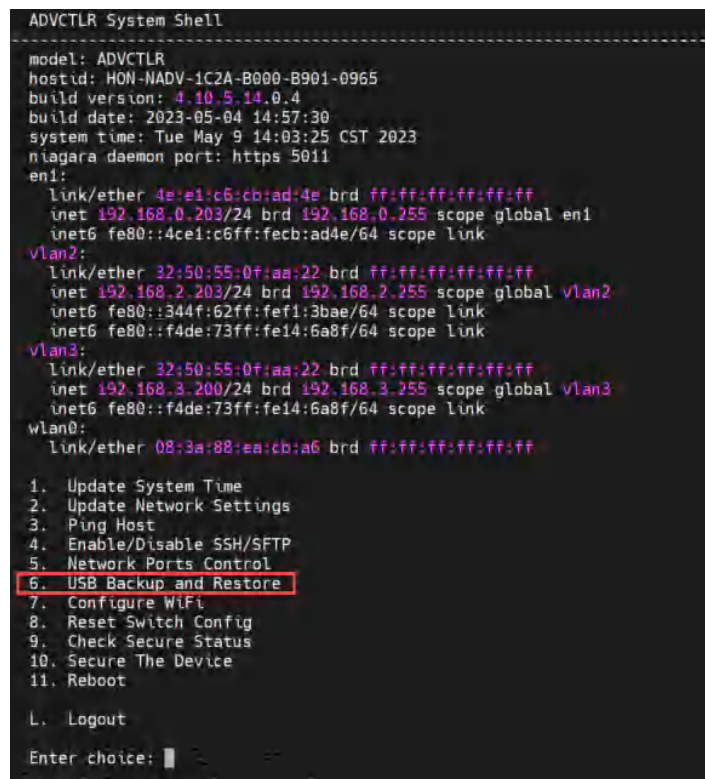 ADVCTLR System Shell
model: ADVCTLR
hostid: HON-NADV-1C2A-B000-B901-0965
build version: 4.10.5.14.0.4
build date: 2023-05-04 14:57:30
system time: Tue May 9 14:03:25 CST 2023
niagara daemon port: https 5011
en1:
link/ether 4e:e1:c6:cb:ad:4e brd ff:ff:ff:ff:ff:ff
inet 192.168.0.203/24 brd 192.168.0.255 scope global en1
inet6 fe80::4ce1:c6ff:fecb:ad4e/64 scope link
vlan2:
link/ether 32:50:55:0f:aa:22 brd ff:ff:ff:ff:ff:ff
inet 192.168.2.203/24 brd 192.168.2.255 scope global vlan2
inet6 fe80::344f:62ff:fef1:3bae/64 scope link
inet6 fe80::f4de:73ff:fe14:6a8f/64 scope link
vlan3:
link/ether 32:50:55:0f:aa:22 brd ff:ff:ff:ff:ff:ff
inet 192.168.3.200/24 brd 192.168.3.255 scope global vlan3
inet6 fe80::f4de:73ff:fe14:6a8f/64 scope link
wlan0:
link/ether 08:3a:88:ea:cb:a6 brd ff:ff:ff:ff:ff:ff
1. Update System Time
2. Update Network Settings
3. Ping Host
4. Enable/Disable SSH/SFTP
5. Network Ports Control
6. USB Backup and Restore
7. Configure WiFi
8. Reset Switch Config
9. Check Secure Status
10. Secure The Device
11. Reboot
L. Logout
Enter choice: